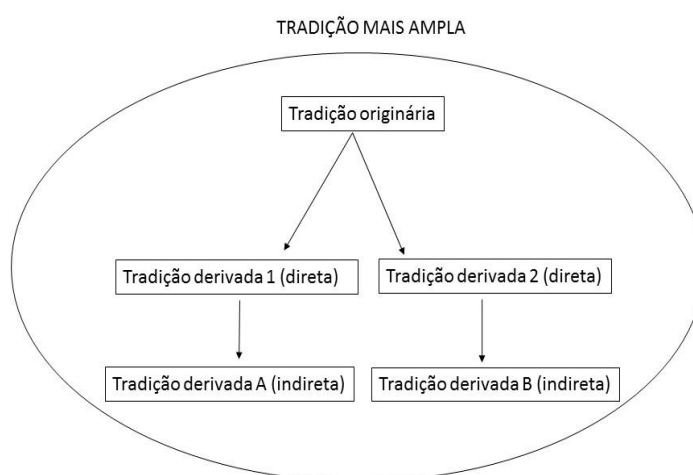 TRADIÇÃO MAIS AMPLA
Tradição originária
Tradição derivada 1 (direta)
Tradição derivada 2 (direta)
Tradição derivada A (indireta)
Tradição derivada B (indireta)